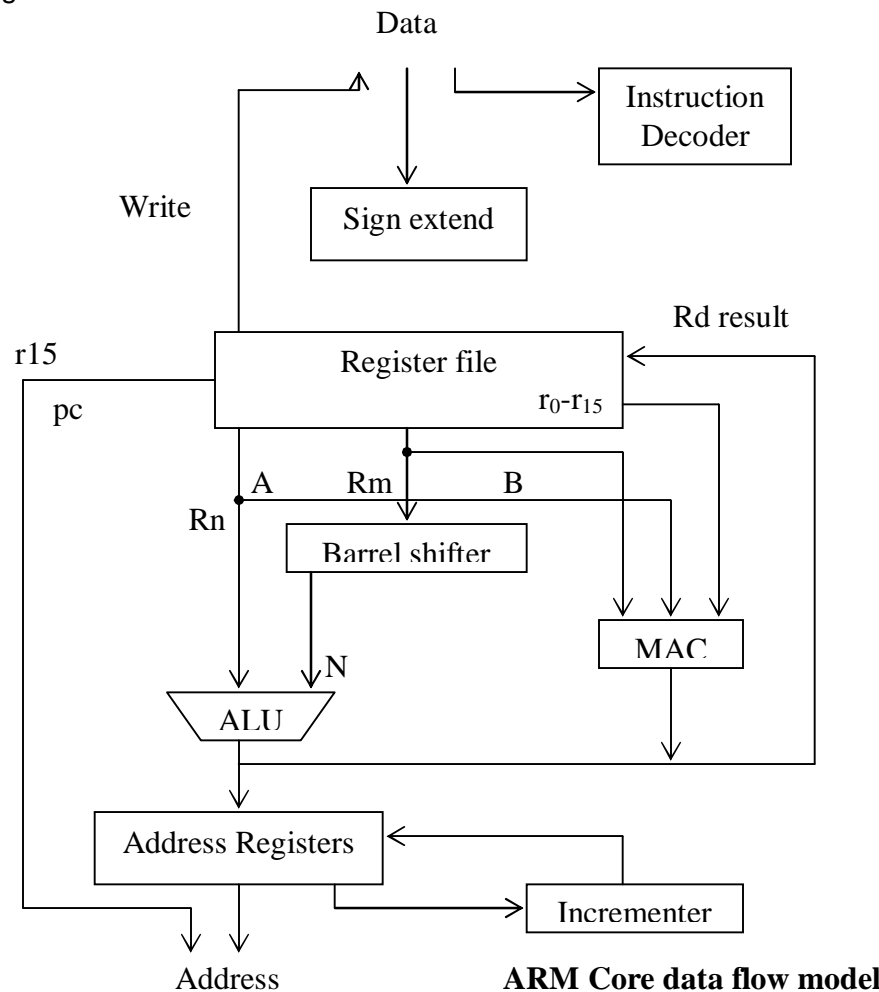 Data
Instruction
Decoder
Write
Sign extend
Rd result
r15
Register file
pc
r₀-r₁₅
A
Rm
B
Rn
Barrel shifter
N
MAC
ALU
Address Registers
Incrementer
Address
ARM Core data flow model